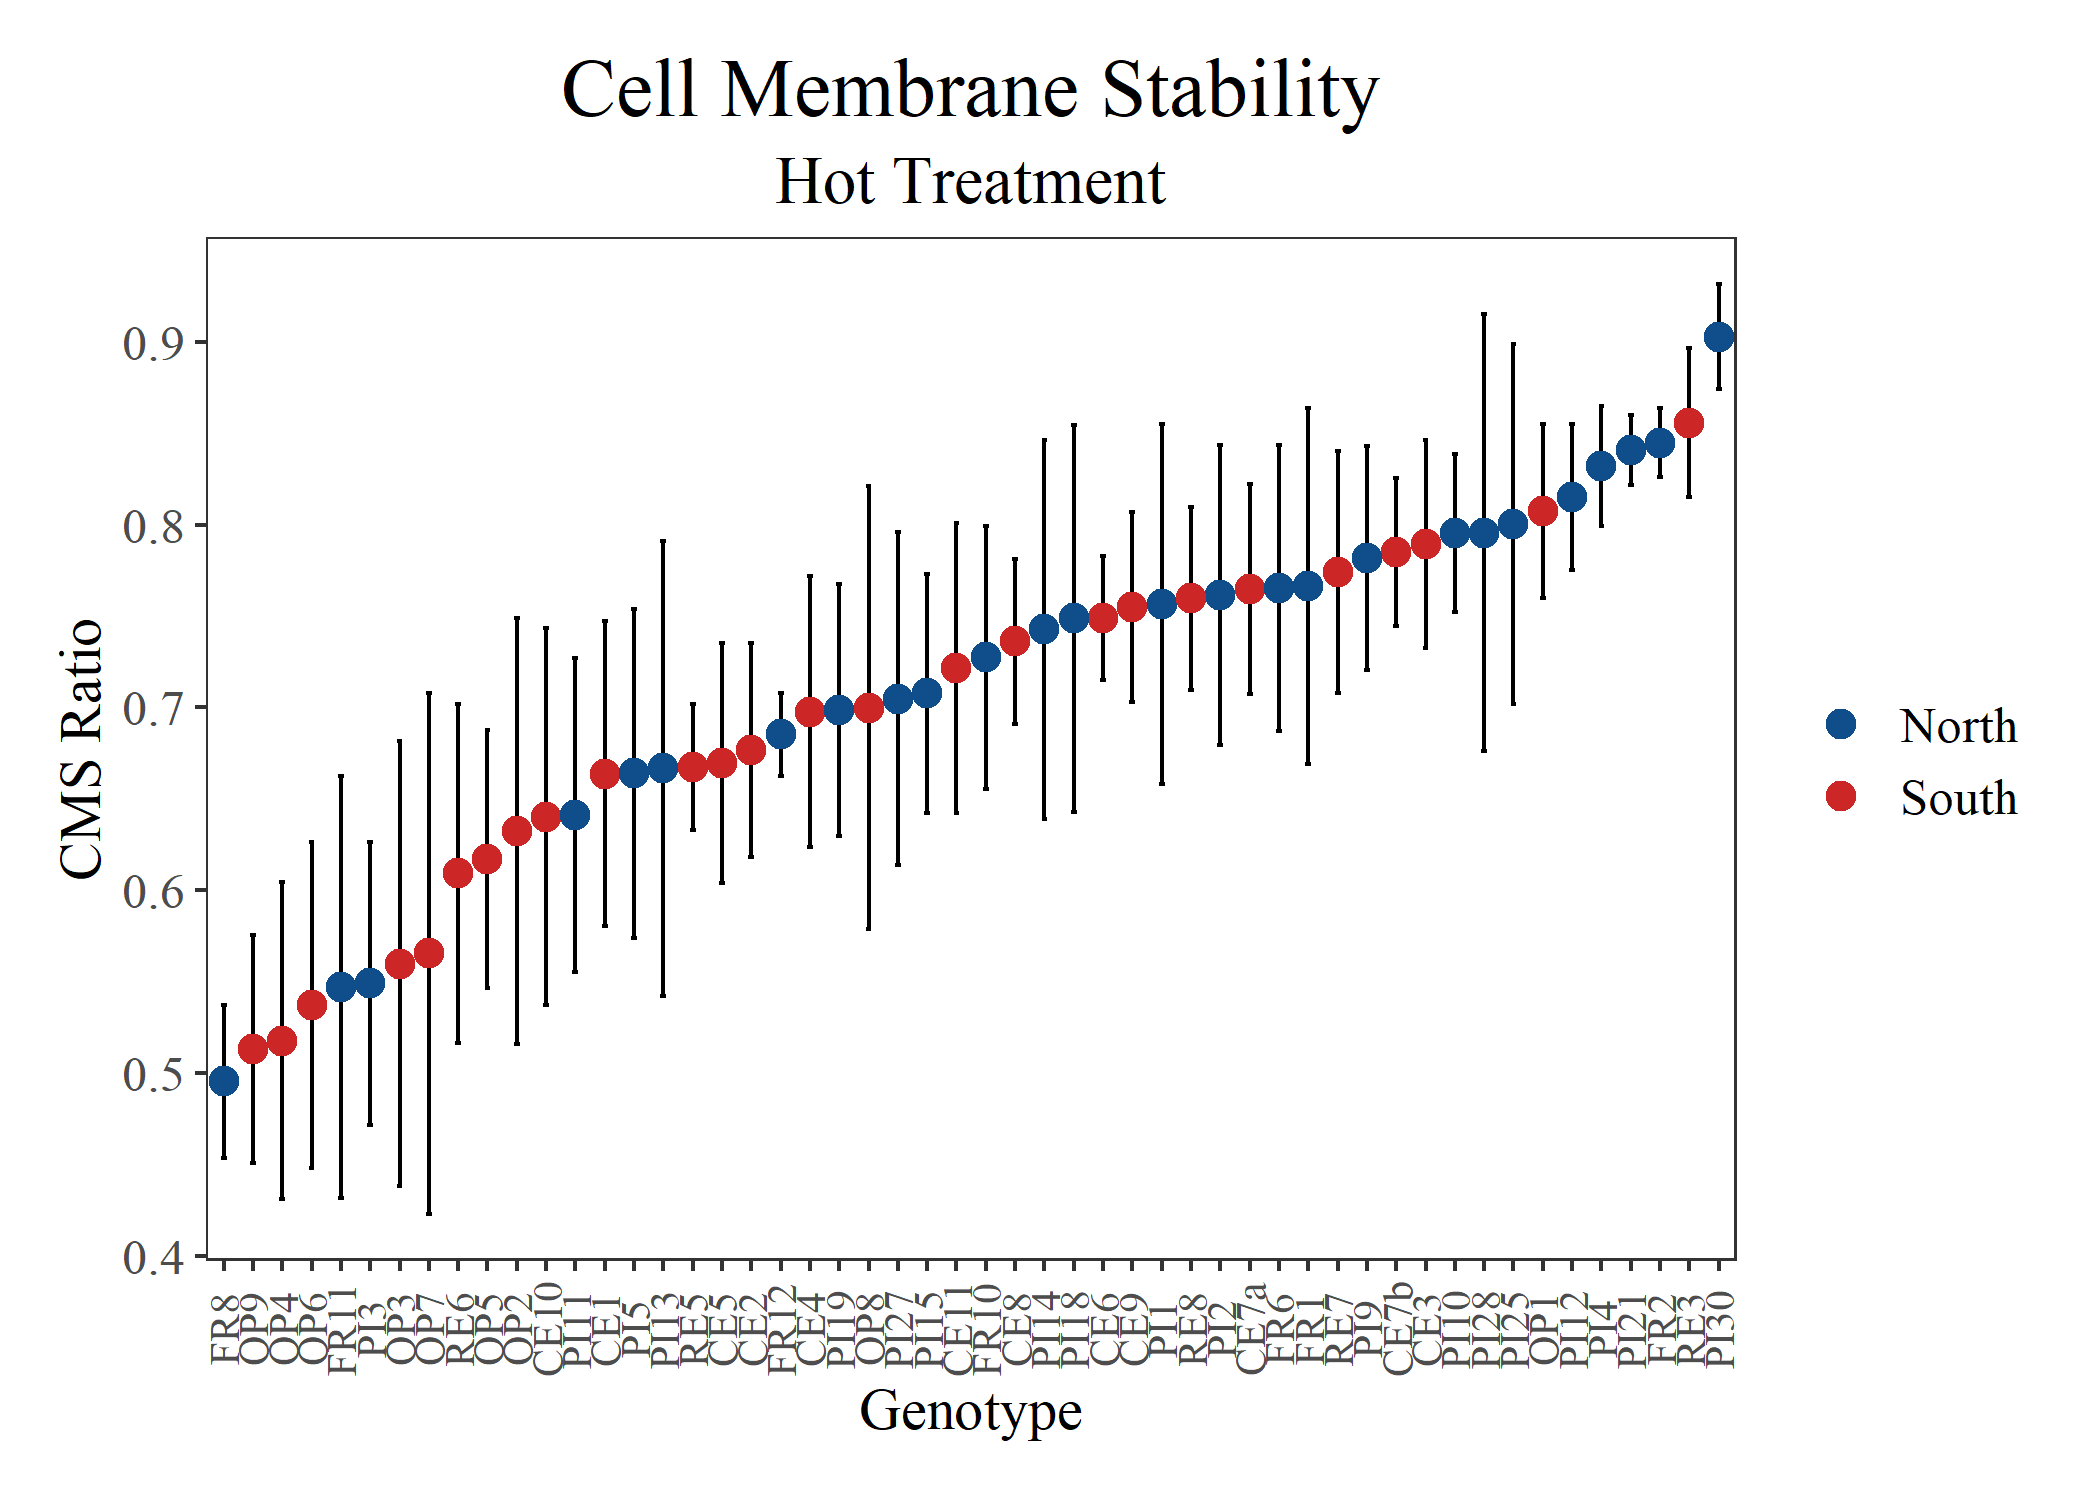 Cell Membrane Stability
Hot Treatment
CMS Ratio
0.9
0.8
0.7
0.6
0.5
0.4
FR8
OP9
OP4
OP6
FR11
PI3
OP3
OP7
RE6
OP5
OP2
CE10
PI11
CE1
PI5
PI13
RE5
CE5
CE2
FR12
CE4
PI19
OP8
PI27
PI15
CE11
FR10
CE8
PI14
PI18
CE6
CE9
PI1
RE8
PI2
CE7a
FR6
FR1
RE7
PI9
CE7b
CE3
PI10
PI28
PI25
OP1
PI12
PI4
PI21
FR2
RE3
PI30
Genotype
North
South